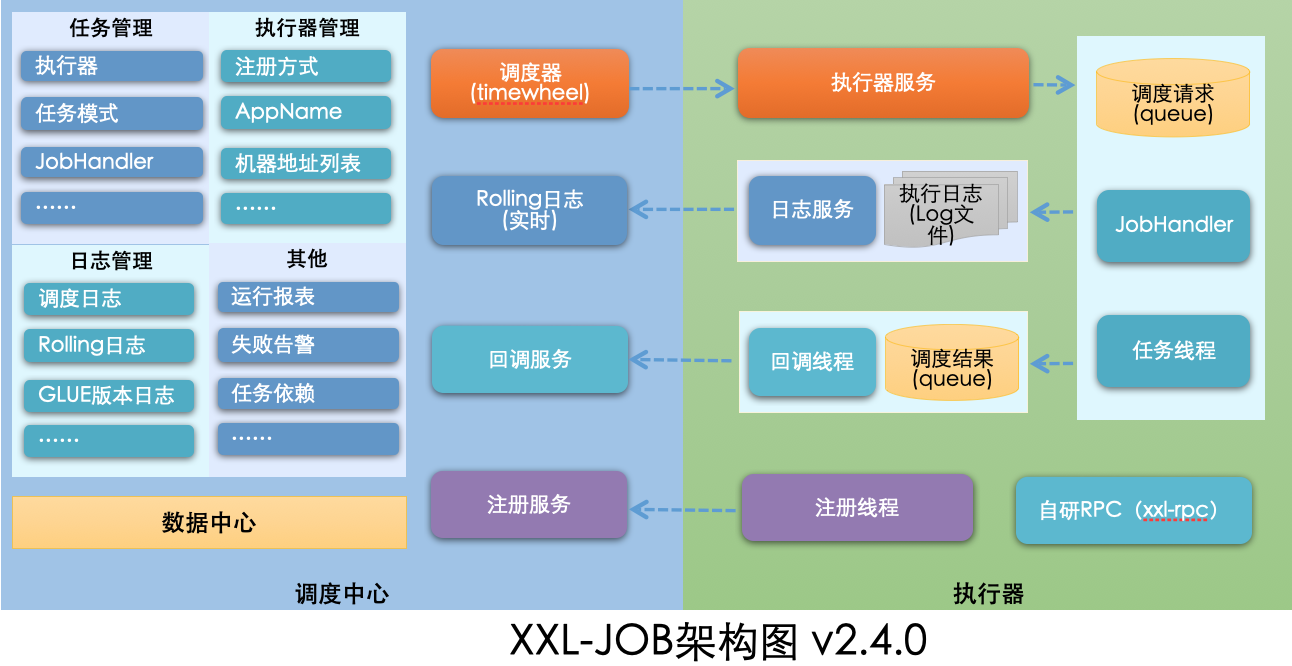 任务管理
执行器
任务模式
JobHandler
……
执行器管理
注册方式
AppName
机器地址列表
……
日志管理
调度日志
Rolling日志
GLUE版本日志
……
其他
运行报表
失败告警
任务依赖
……
数据中心
调度器
(timewheel)
Rolling日志
(实时)
回调服务
注册服务
调度中心
执行器服务
日志服务
执行日志
(Log文
件)
回调线程
调度结果
(queue)
注册线程
调度请求
(queue)
JobHandler
任务线程
自研RPC（xxl-rpc）
执行器
XXL-JOB架构图 v2.4.0